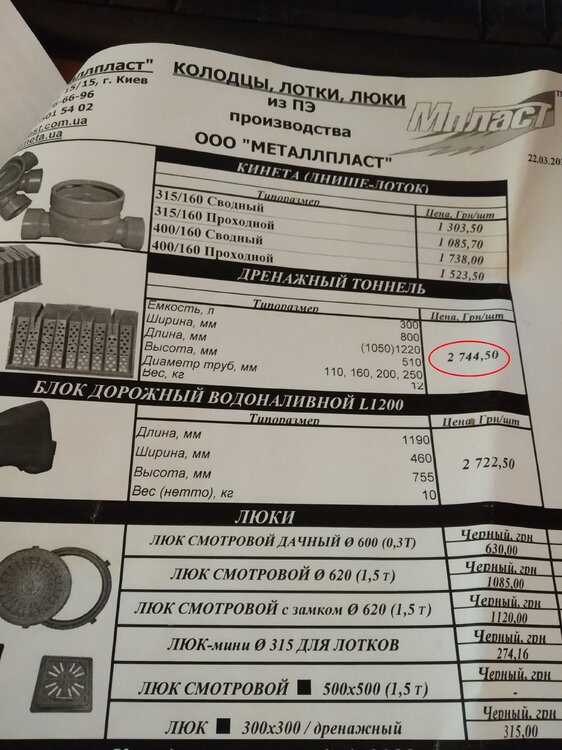 ТАЛЛПЛАСТ"
15/15, г. Киев
6-66-96
501 54 02
ast.com.ua
meta.ua
КОЛОДЦЫ, ЛОТКИ, ЛЮКИ
из ПЭ
производства
ООО "МЕТАЛЛПЛАСТ"
МПласт
22.03.20
КИНЕТА (ДНИЩЕ-ЛОТОК)
Типоразмер Цена, Грн/шт
315/160 Сводный 1 303,50
315/160 Проходной 1 085,70
400/160 Сводный 1 738,00
400/160 Проходной 1 523,50
ДРЕНАЖНЫЙ ТОННЕЛЬ
Типоразмер Цена, Грн/шт
Емкость, л 300
Ширина, мм 800
Длина, мм (1050)1220
Высота, мм 510
Диаметр труб, мм 110, 160, 200, 250
Вес, кг 12
2 744,50
БЛОК ДОРОЖНЫЙ ВОДОНАЛИВНОЙ L1200
Типоразмер Цена, Грн/шт
Длина, мм 1190
Ширина, мм 460
Высота, мм 755
Вес (нетто), кг 10
2 722,50
ЛЮКИ
ЛЮК СМОТРОВОЙ ДАЧНЫЙ Ø 600 (0,3Т) Черный, грн
630,00
ЛЮК СМОТРОВОЙ Ø 620 (1,5 т) Черный, грн
1085,00
ЛЮК СМОТРОВОЙ с замком Ø 620 (1,5 т) Черный, грн
1120,00
ЛЮК-мини Ø 315 ДЛЯ ЛОТКОВ Черный, грн
274,16
ЛЮК СМОТРОВОЙ ■ 500х500 (1,5 т) Черный, грн
-
ЛЮК ■ 300х300 / дренажный Черный, грн
315,00